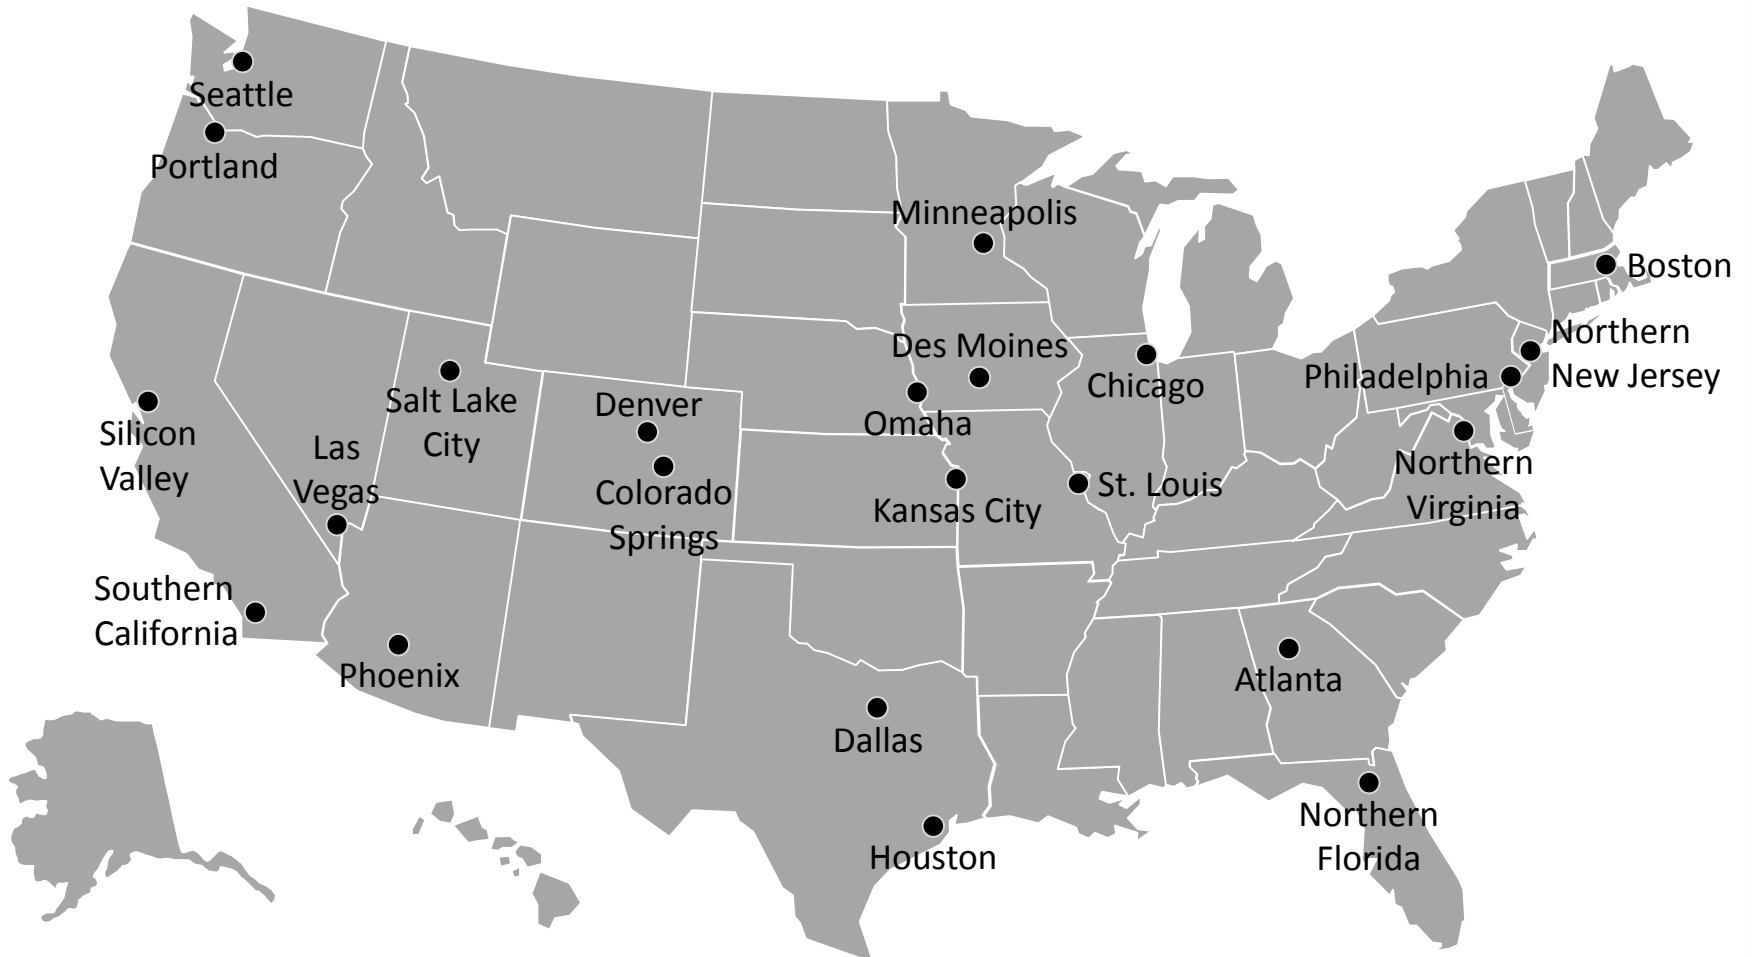 Seattle
Portland
Minneapolis
Boston
Northern
New Jersey
Des Moines
Philadelphia
Chicago
Salt Lake
City
Denver
Omaha
Silicon
Valley
Las
Vegas
Northern
Virginia
Colorado
Springs
St. Louis
Kansas City
Southern
California
Phoenix
Atlanta
Dallas
Northern
Florida
Houston